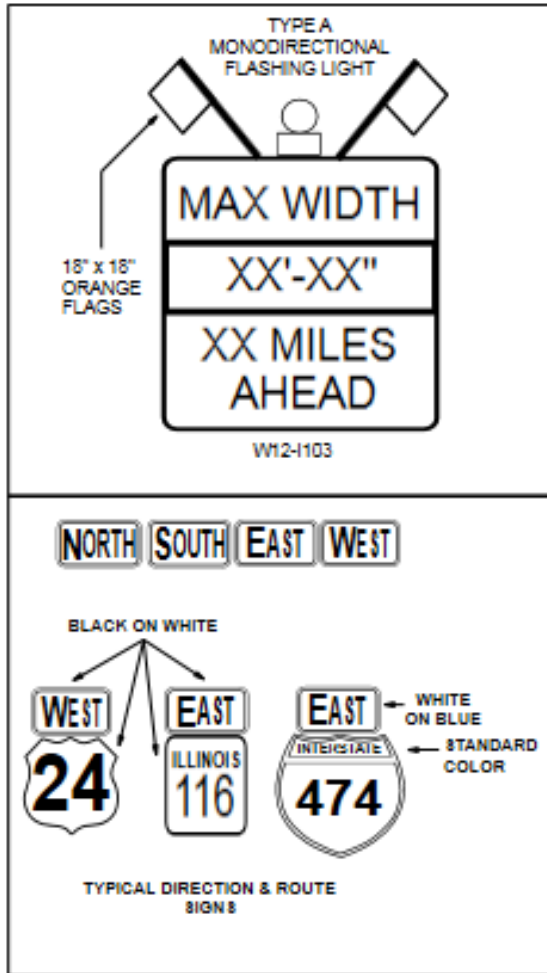 TYPE A
MONODIRECTIONAL
FLASHING LIGHT
MAX WIDTH
18" x 18"
ORANGE
FLAGS
XX'-XX"
XX MILES
AHEAD
W12-I103
NORTH SOUTH EAST WEST
BLACK ON WHITE
WEST EAST EAST
WHITE
ON BLUE
24
ILLINOIS
116
INTERSTATE
474
STANDARD
COLOR
TYPICAL DIRECTION & ROUTE
SIGNS